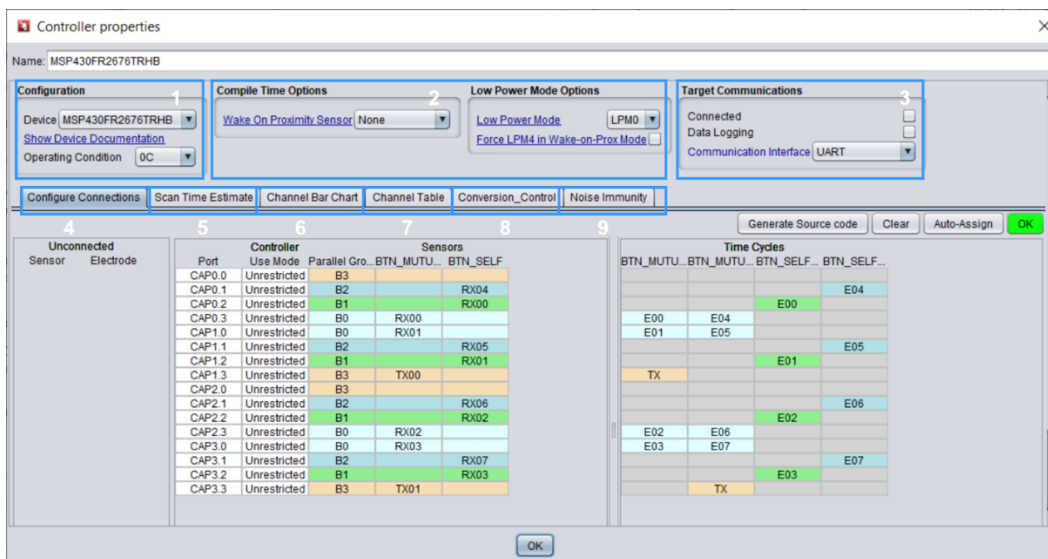 Controller properties
Name: MSP430FR2676TRHB
Configuration
1
Compile Time Options
2
Low Power Mode Options
Target Communications
3
Device MSP430FR2676TRHB
Wake On Proximity Sensor None
Low Power Mode LPM0
Connected
Show Device Documentation
Force LPM4 in Wake-on-Prox Mode
Data Logging
Operating Condition 0C
Communication Interface UART
Configure Connections Scan Time Estimate Channel Bar Chart Channel Table Conversion_Control Noise Immunity
4 5 6 7 8 9
Generate Source code Clear Auto-Assign OK
Unconnected Controller Sensors Time Cycles
Sensor Electrode Port Use Mode Parallel Gro... BTN_MUTU... BTN_SELF BTN_MUTU... BTN_MUTU... BTN_SELF... BTN_SELF...
CAP0.0 Unrestricted B3
CAP0.1 Unrestricted B2 RX04 E04
CAP0.2 Unrestricted B1 RX00 E00
CAP0.3 Unrestricted B0 RX00 E00 E04
CAP1.0 Unrestricted B0 RX01 E01 E05
CAP1.1 Unrestricted B2 RX05 E05
CAP1.2 Unrestricted B1 RX01 E01
CAP1.3 Unrestricted B3 TX00 TX
CAP2.0 Unrestricted B3
CAP2.1 Unrestricted B2 RX06 E06
CAP2.2 Unrestricted B1 RX02 E02
CAP2.3 Unrestricted B0 RX02 E02 E06
CAP3.0 Unrestricted B0 RX03 E03 E07
CAP3.1 Unrestricted B2 RX07 E07
CAP3.2 Unrestricted B1 RX03 E03
CAP3.3 Unrestricted B3 TX01 TX
OK